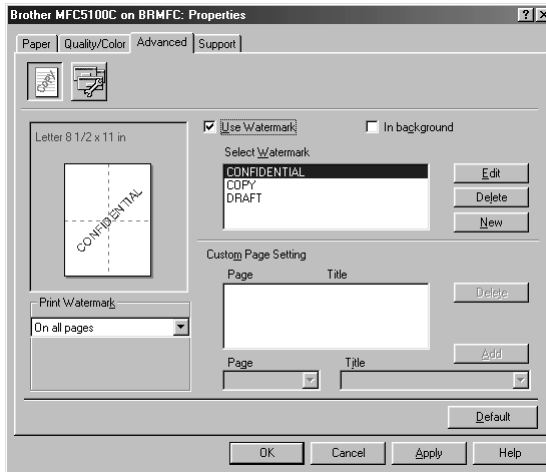 Brother MFC5100C on BRMFC: Properties
Paper Quality/Color Advanced Support
COPY
Letter 8 1/2 x 11 in
CONFIDENTIAL
Print Watermark
On all pages
Use Watermark In background
Select Watermark
CONFIDENTIAL
COPY
DRAFT
Edit
Delete
New
Custom Page Setting
Page Title
Delete
Add
Page Title
Default
OK Cancel Apply Help